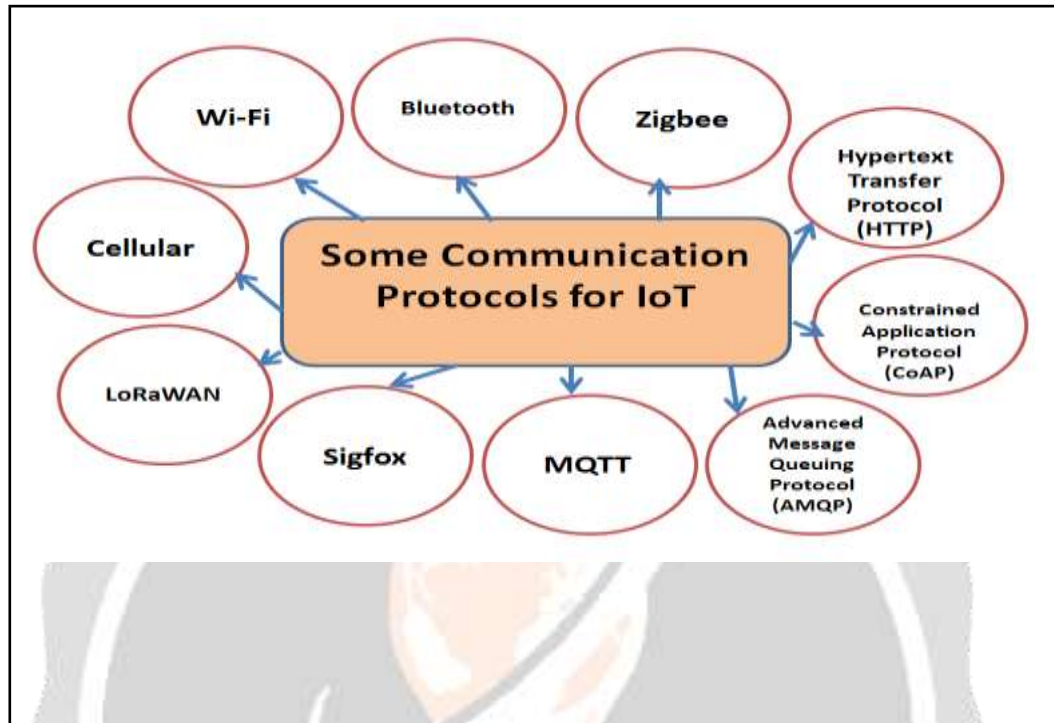 Wi-Fi
Bluetooth
Zigbee
Hypertext
Transfer
Protocol
(HTTP)
Cellular
Some Communication
Protocols for IoT
Constrained
Application
Protocol
(CoAP)
LoRaWAN
Sigfox
MQTT
Advanced
Message
Queuing
Protocol
(AMQP)